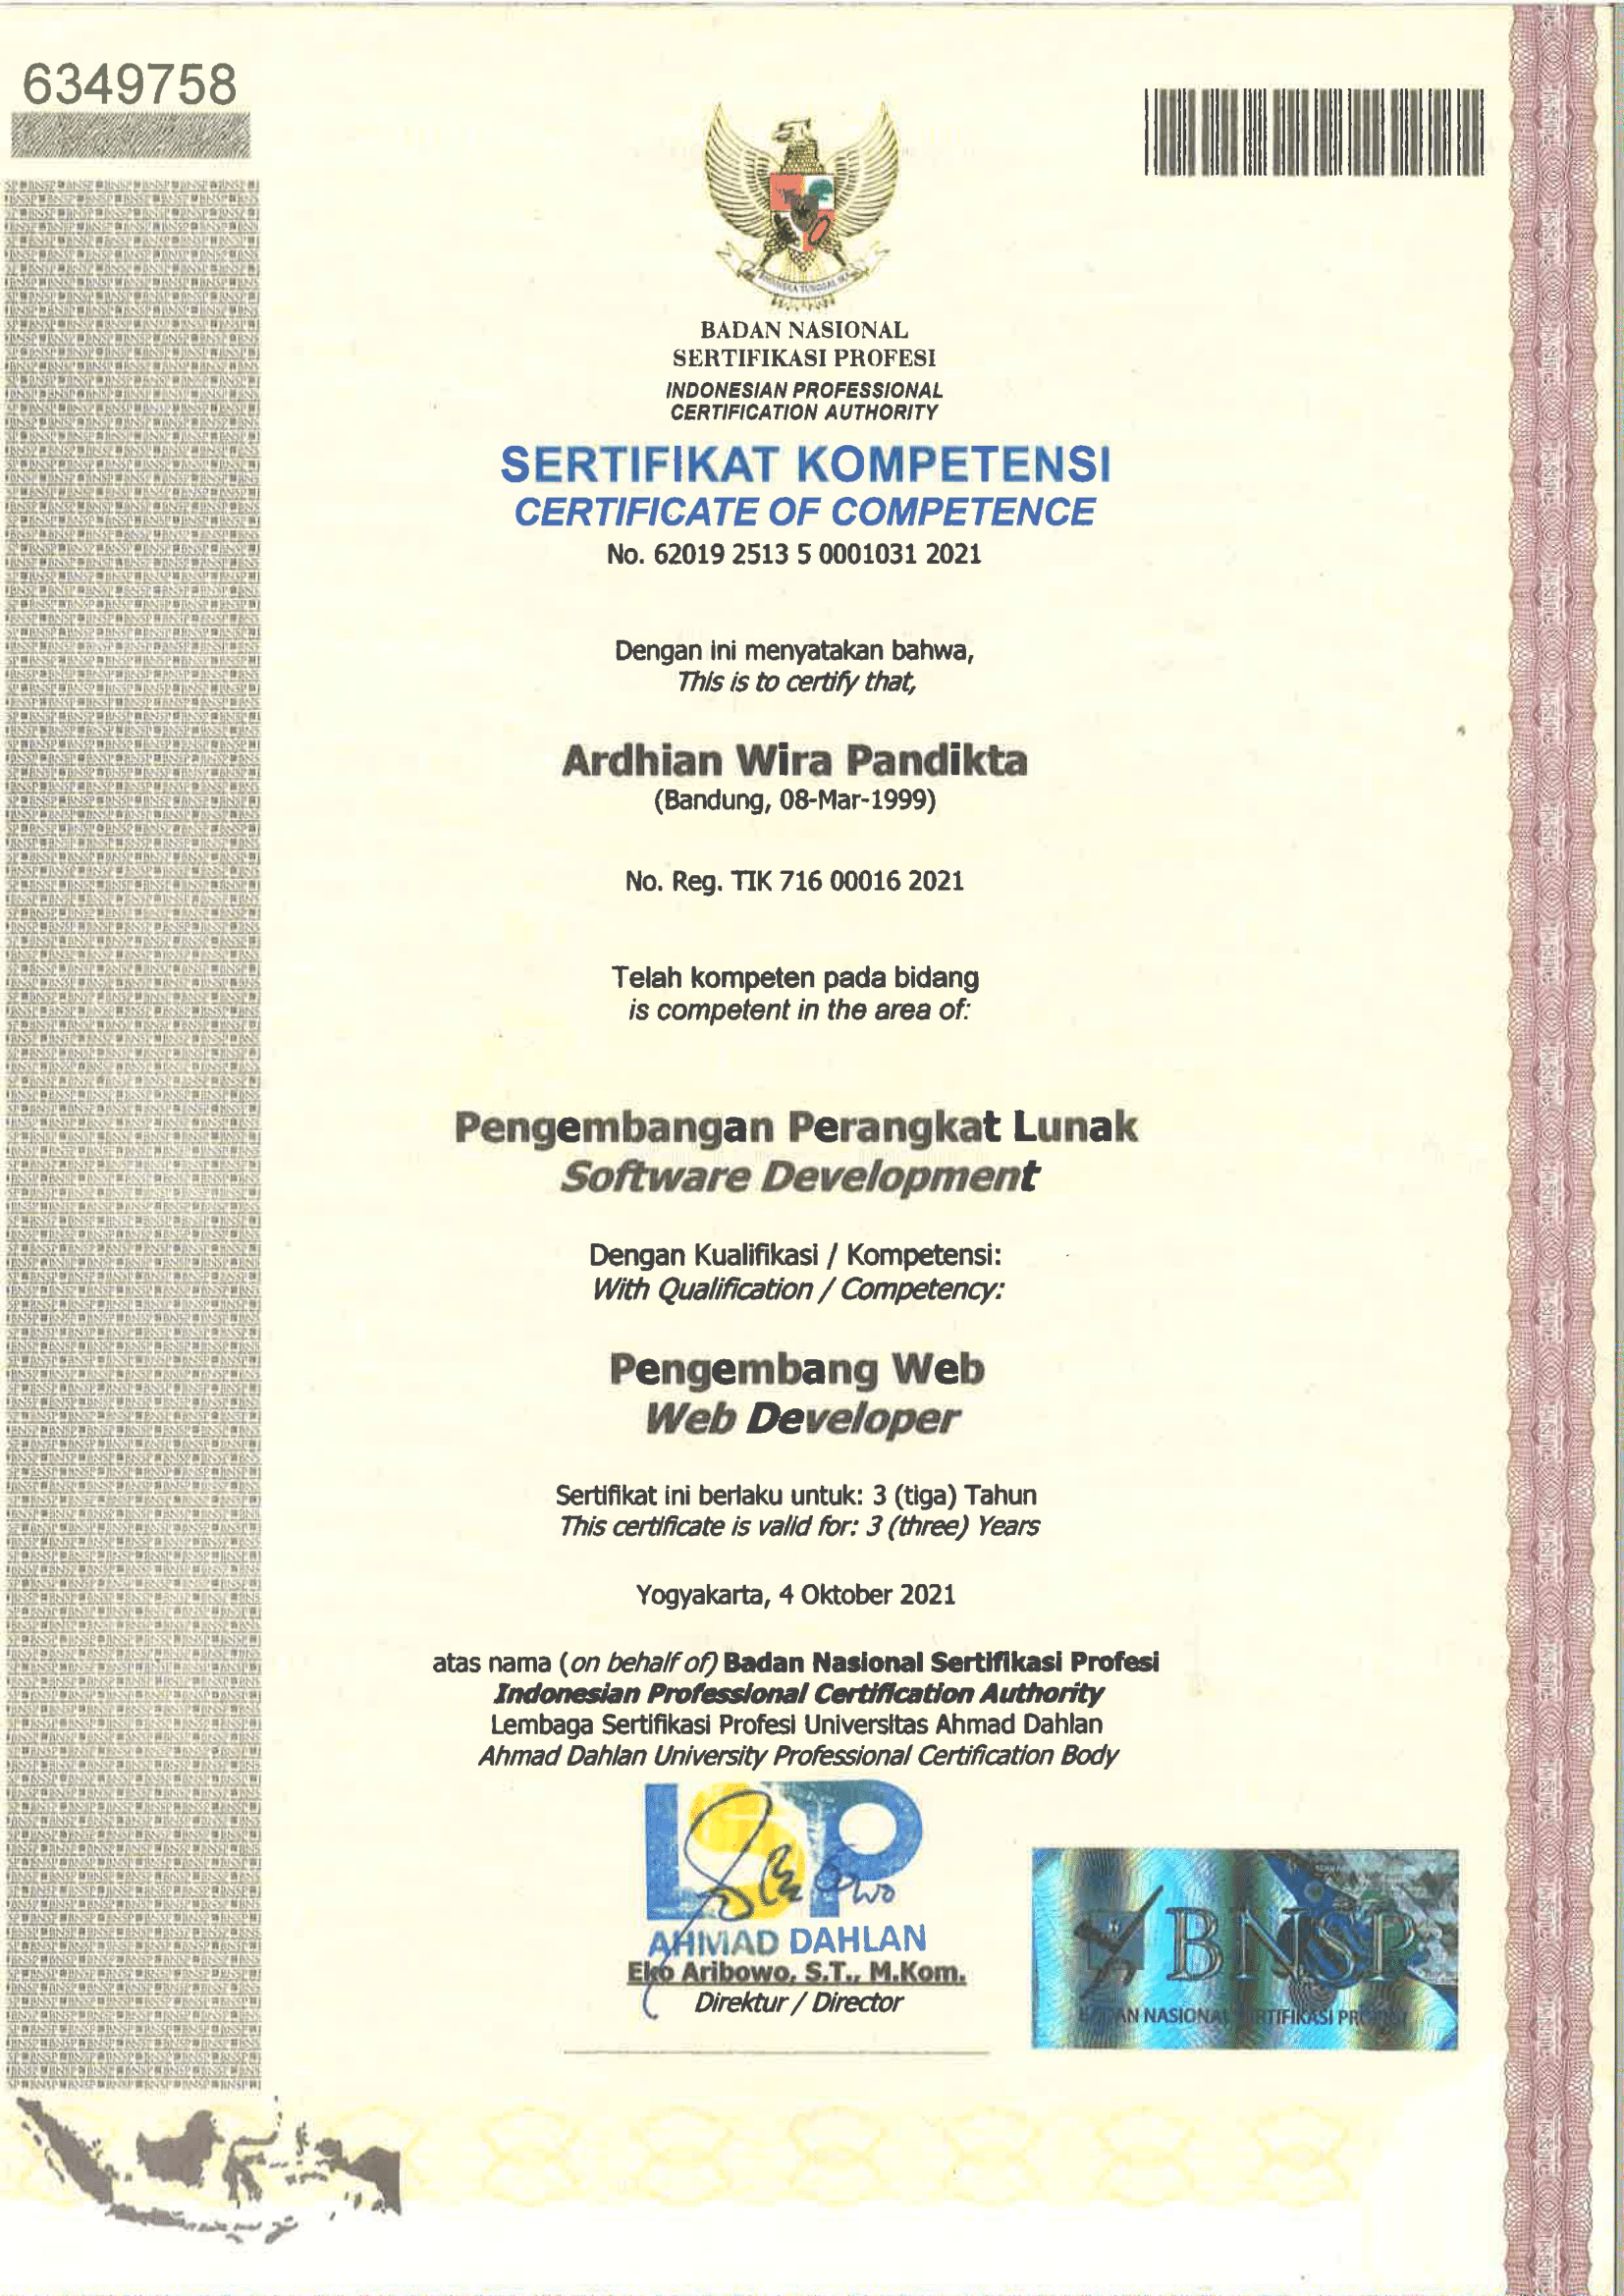 6349758
BADAN NASIONAL
SERTIFIKASI PROFESI
INDONESIAN PROFESSIONAL
CERTIFICATION AUTHORITY
SERTIFIKAT KOMPETENSI
CERTIFICATE OF COMPETENCE
No. 62019 2513 5 0001031 2021
Dengan ini menyatakan bahwa,
This is to certify that,
Ardhian Wira Pandikta
(Bandung, 08-Mar-1999)
No. Reg. TIK 716 00016 2021
Telah kompeten pada bidang
is competent in the area of:
Pengembangan Perangkat Lunak
Software Development
Dengan Kualifikasi / Kompetensi:
With Qualification / Competency:
Pengembang Web
Web Developer
Sertifikat ini berlaku untuk: 3 (tiga) Tahun
This certificate is valid for: 3 (three) Years
Yogyakarta, 4 Oktober 2021
atas nama (on behalf of) Badan Nasional Sertifikasi Profesi
Indonesian Professional Certification Authority
Lembaga Sertifikasi Profesi Universitas Ahmad Dahlan
Ahmad Dahlan University Professional Certification Body
LSP
AHMAD DAHLAN
Eko Aribowo, S.T., M.Kom.
Direktur / Director
BNSP
BADAN NASIONAL SERTIFIKASI PROFESI